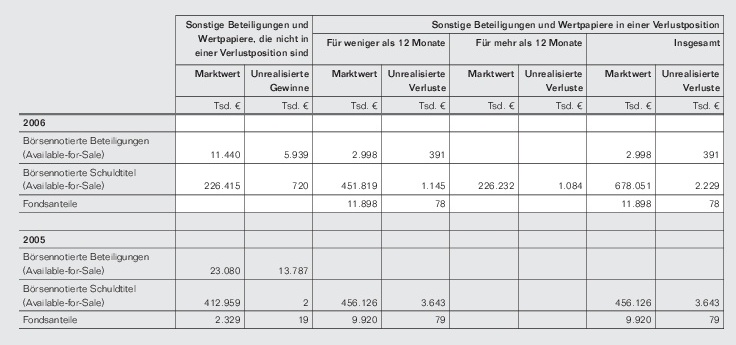 Sonstige Beteiligungen und Wertpapiere, die nicht in einer Verlustposition sind | Sonstige Beteiligungen und Wertpapiere in einer Verlustposition
Für weniger als 12 Monate | Für mehr als 12 Monate | Insgesamt
Marktwert | Unrealisierte Gewinne | Marktwert | Unrealisierte Verluste | Marktwert | Unrealisierte Verluste | Marktwert | Unrealisierte Verluste
Tsd. € | Tsd. € | Tsd. € | Tsd. € | Tsd. € | Tsd. € | Tsd. € | Tsd. €
2006
Börsennotierte Beteiligungen
(Available-for-Sale) 11.440 5.939 2.998 391 2.998 391
Börsennotierte Schuldtitel
(Available-for-Sale) 226.415 720 451.819 1.145 226.232 1.084 678.051 2.229
Fondsanteile 11.898 78 11.898 78
2005
Börsennotierte Beteiligungen
(Available-for-Sale) 23.080 13.787
Börsennotierte Schuldtitel
(Available-for-Sale) 412.959 2 456.126 3.643 456.126 3.643
Fondsanteile 2.329 19 9.920 79 9.920 79